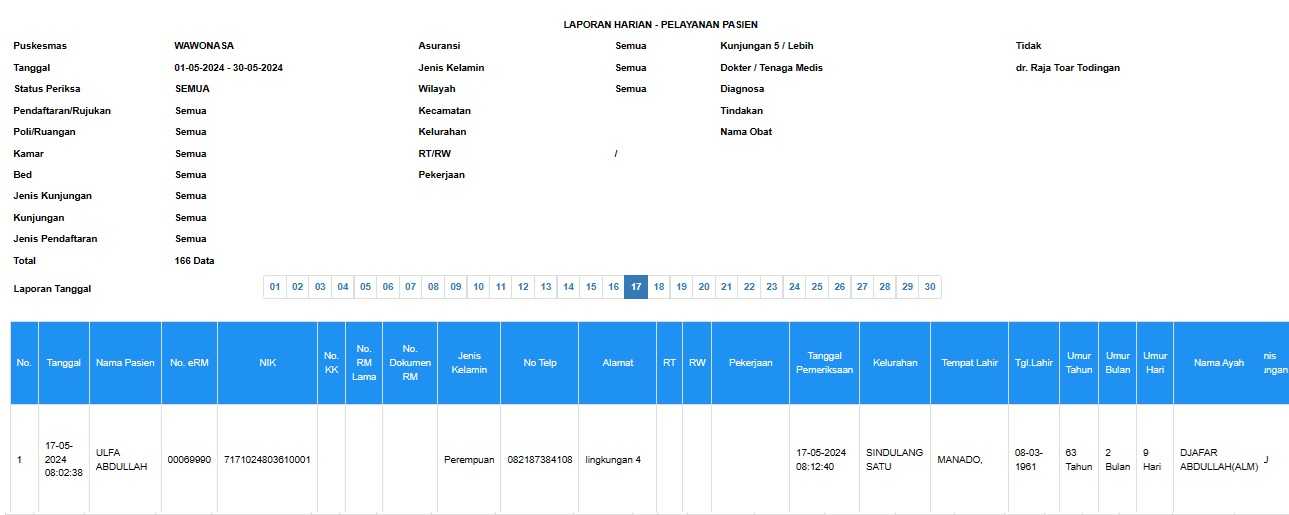 LAPORAN HARIAN - PELAYANAN PASIEN
Puskesmas WAWONASA Asuransi Semua Kunjungan 5 / Lebih Tidak
Tanggal 01-05-2024 - 30-05-2024 Jenis Kelamin Semua Dokter / Tenaga Medis dr. Raja Toar Todingan
Status Periksa SEMUA Wilayah Semua Diagnosa
Pendaftaran/Rujukan Semua Kecamatan Tindakan
Poli/Ruangan Semua Kelurahan Nama Obat
Kamar Semua RT/RW /
Bed Semua Pekerjaan
Jenis Kunjungan Semua
Kunjungan Semua
Jenis Pendaftaran Semua
Total 166 Data
Laporan Tanggal 01 02 03 04 05 06 07 08 09 10 11 12 13 14 15 16 17 18 19 20 21 22 23 24 25 26 27 28 29 30
No. Tanggal Nama Pasien No. eRM NIK No. KK No. RM Lama No. Dokumen RM Jenis Kelamin No Telp Alamat RT RW Pekerjaan Tanggal Pemeriksaan Kelurahan Tempat Lahir Tgl.Lahir Umur Tahun Umur Bulan Umur Hari Nama Ayah nis ngan
1 17-05-2024 08:02:38 ULFA ABDULLAH 00069990 7171024803610001 Perempuan 082187384108 lingkungan 4 17-05-2024 08:12:40 SINDULANG SATU MANADO, 08-03-1961 63 Tahun 2 Bulan 9 Hari DJAFAR ABDULLAH(ALM)